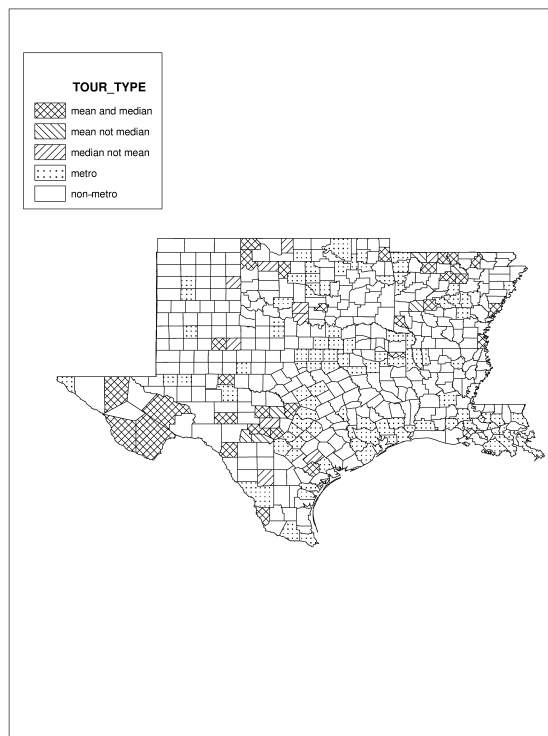 TOUR_TYPE
mean and median
mean not median
median not mean
metro
non-metro